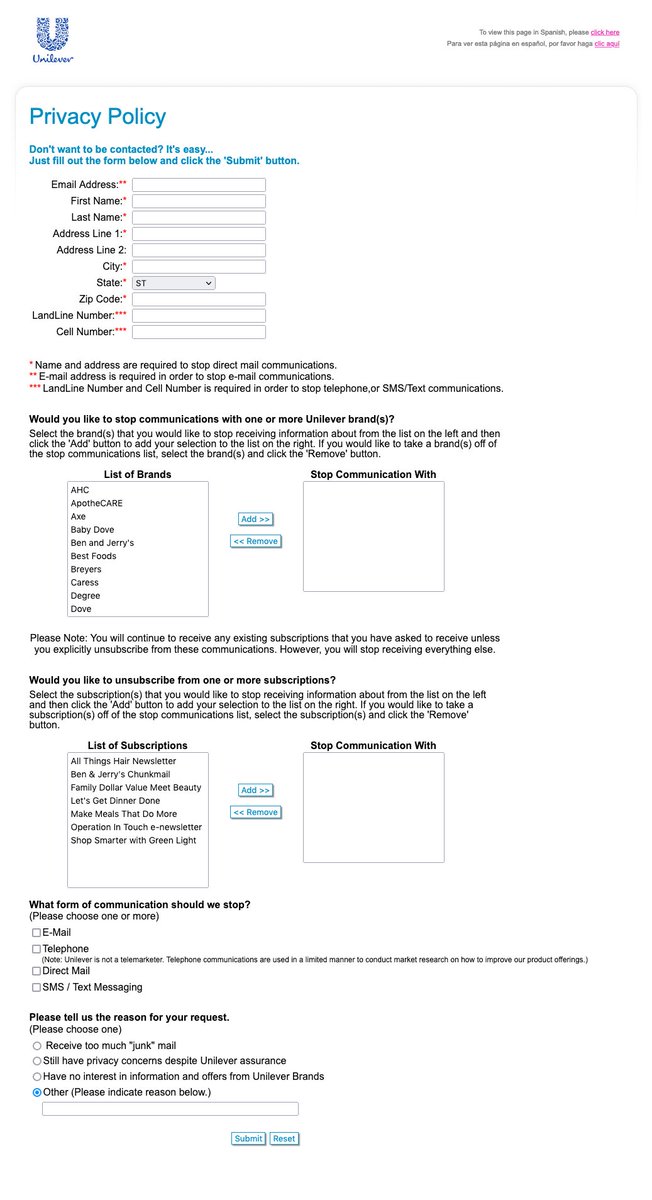 Unilever
To view this page in Spanish, please click here
Para ver esta página en español, por favor haga clic aquí
Privacy Policy
Don't want to be contacted? It's easy...
Just fill out the form below and click the 'Submit' button.
Email Address:**
First Name:*
Last Name:*
Address Line 1:*
Address Line 2:
City:*
State:* ST
Zip Code:*
LandLine Number:***
Cell Number:***
* Name and address are required to stop direct mail communications.
** E-mail address is required in order to stop e-mail communications.
*** LandLine Number and Cell Number is required in order to stop telephone,or SMS/Text communications.
Would you like to stop communications with one or more Unilever brand(s)?
Select the brand(s) that you would like to stop receiving information about from the list on the left and then
click the 'Add' button to add your selection to the list on the right. If you would like to take a brand(s) off of
the stop communications list, select the brand(s) and click the 'Remove' button.
List of Brands
AHC
ApotheCARE
Axe
Baby Dove
Ben and Jerry's
Best Foods
Breyers
Caress
Degree
Dove
Add >>
<< Remove
Stop Communication With
Please Note: You will continue to receive any existing subscriptions that you have asked to receive unless
you explicitly unsubscribe from these communications. However, you will stop receiving everything else.
Would you like to unsubscribe from one or more subscriptions?
Select the subscription(s) that you would like to stop receiving information about from the list on the left
and then click the 'Add' button to add your selection to the list on the right. If you would like to take a
subscription(s) off of the stop communications list, select the subscription(s) and click the 'Remove'
button.
List of Subscriptions
All Things Hair Newsletter
Ben & Jerry's Chunkmail
Family Dollar Value Meet Beauty
Let's Get Dinner Done
Make Meals That Do More
Operation In Touch e-newsletter
Shop Smarter with Green Light
Add >>
<< Remove
Stop Communication With
What form of communication should we stop?
(Please choose one or more)
E-Mail
Telephone
(Note: Unilever is not a telemarketer. Telephone communications are used in a limited manner to conduct market research on how to improve our product offerings.)
Direct Mail
SMS / Text Messaging
Please tell us the reason for your request.
(Please choose one)
Receive too much "junk" mail
Still have privacy concerns despite Unilever assurance
Have no interest in information and offers from Unilever Brands
Other (Please indicate reason below.)
Submit Reset